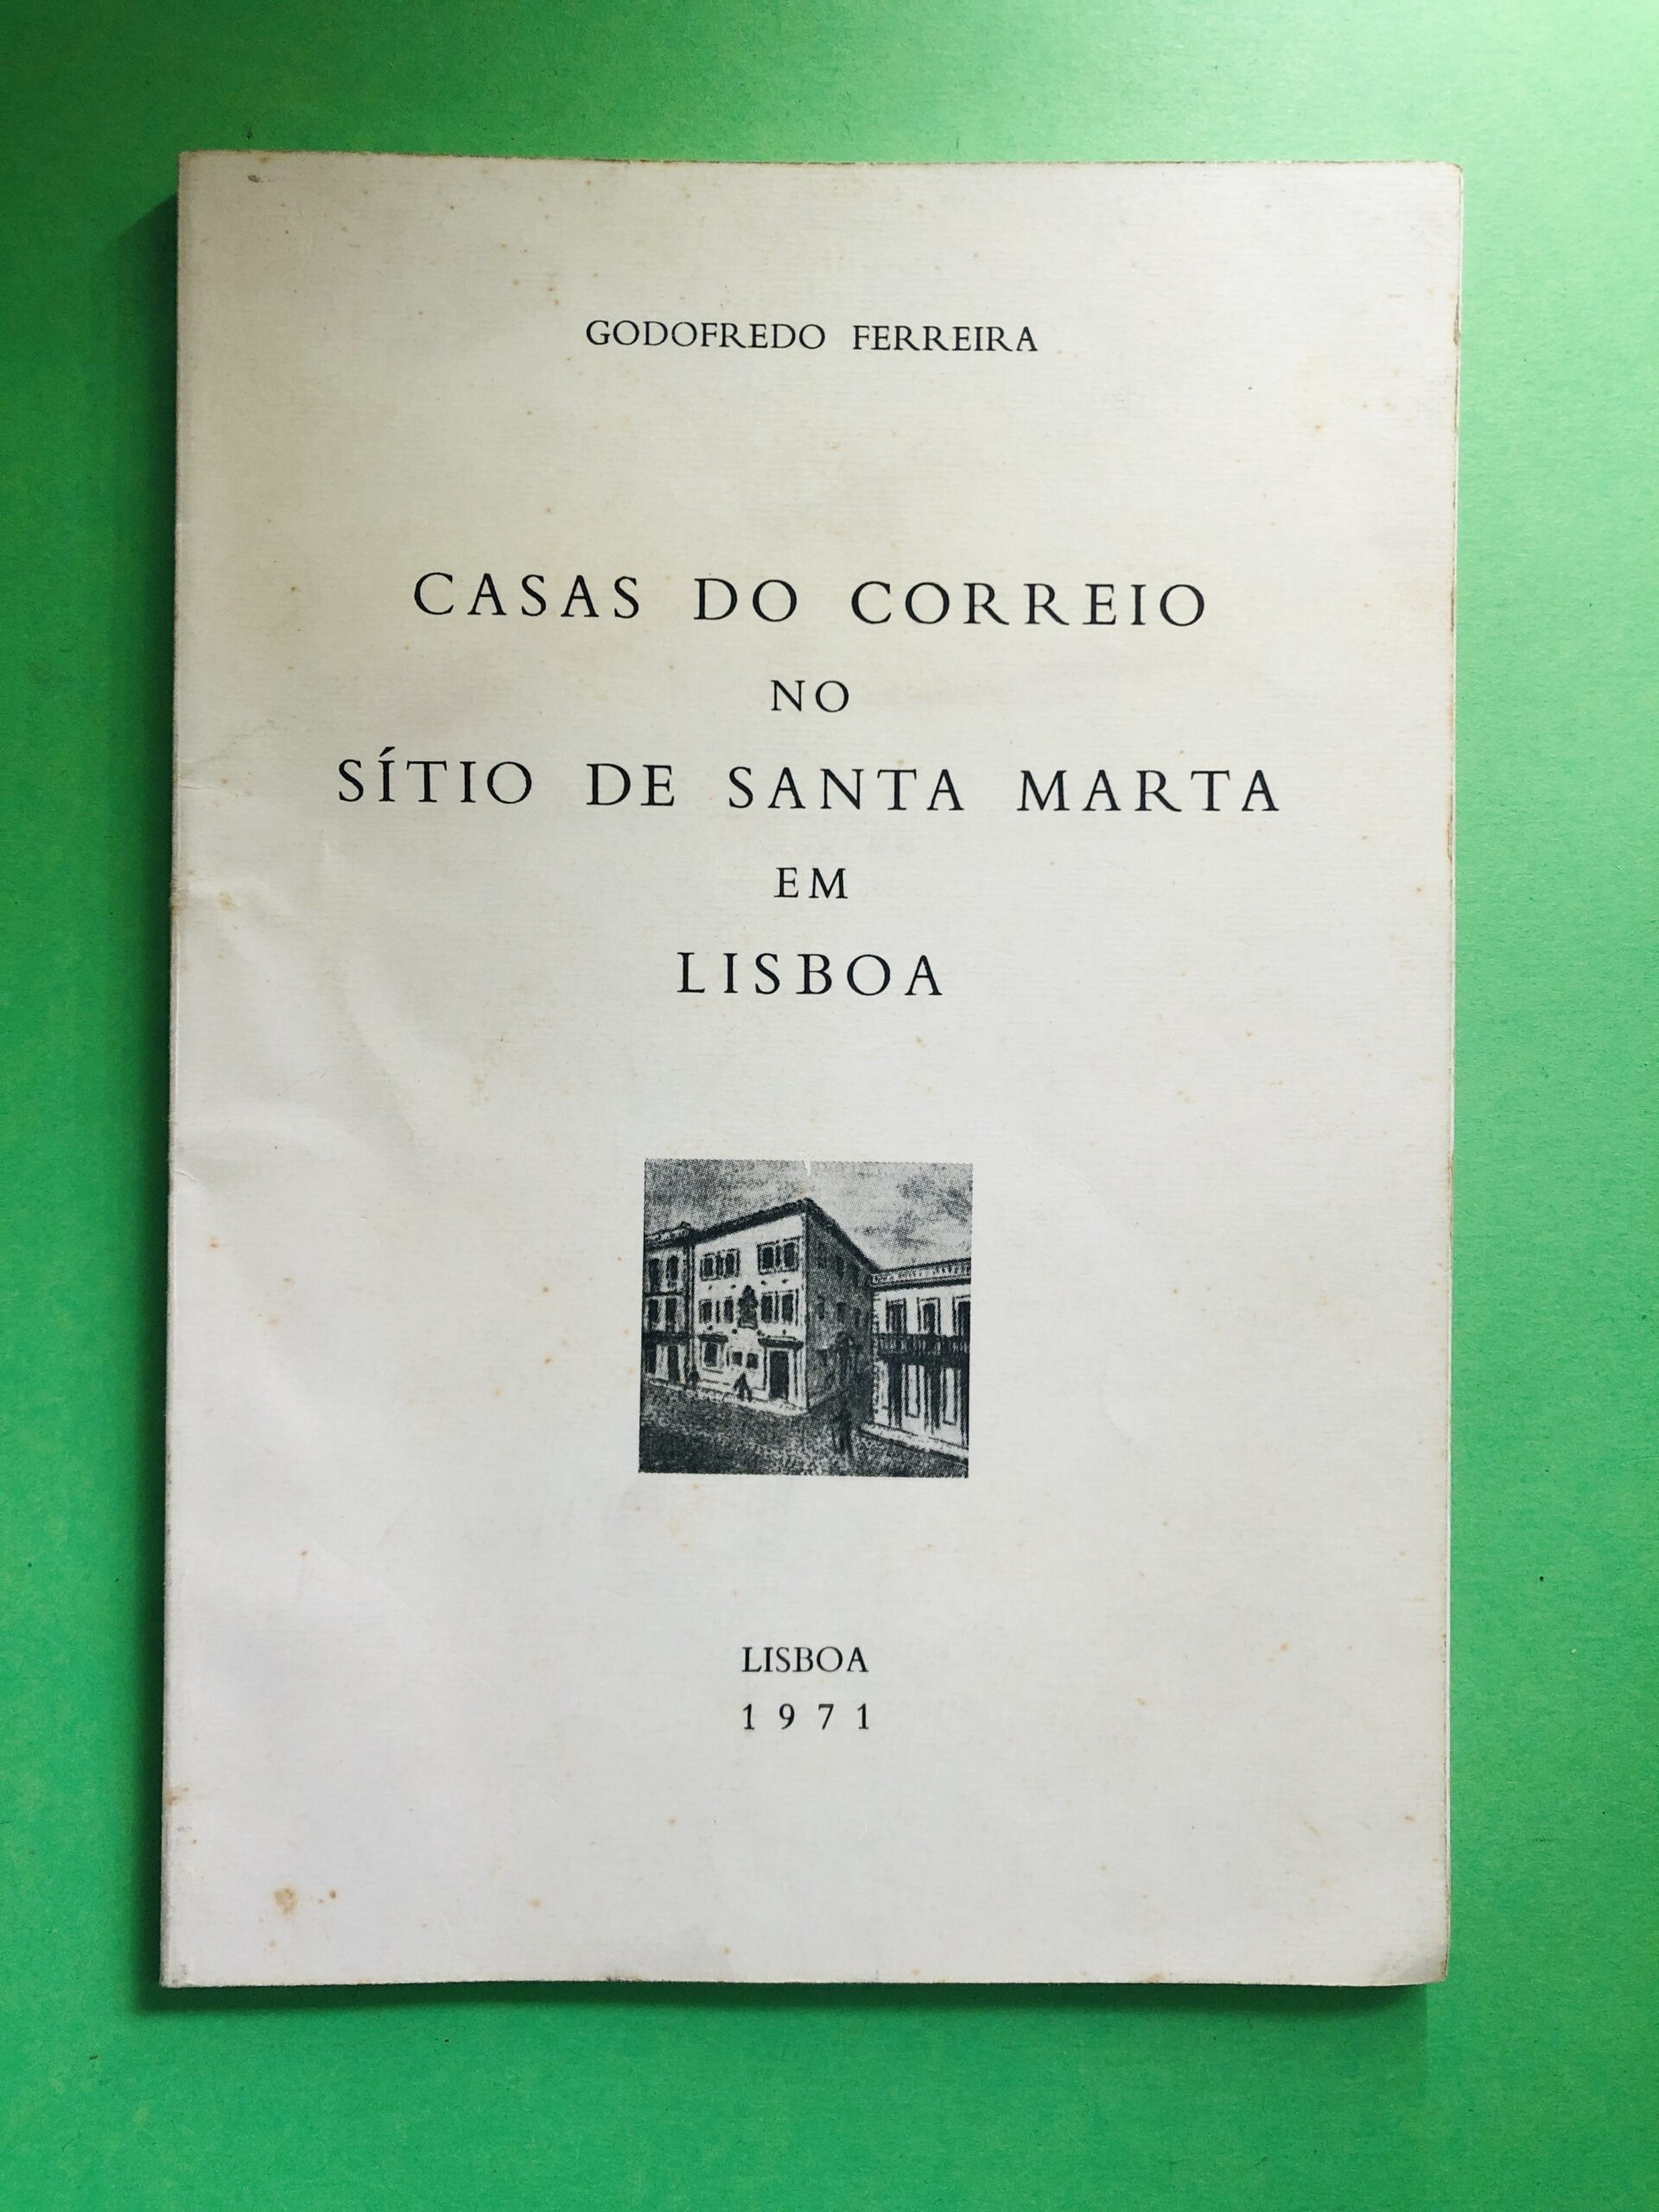 GODOFREDO FERREIRA
CASAS DO CORREIO
NO
SÍTIO DE SANTA MARTA
EM
LISBOA
LISBOA
1971